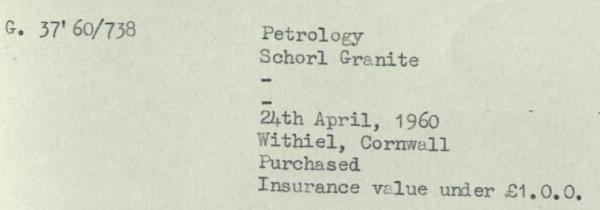 G. 37'60/738 Petrology
Schorl Granite
-
-
24th April, 1960
Withiel, Cornwall
Purchased
Insurance value under £1.0.0.